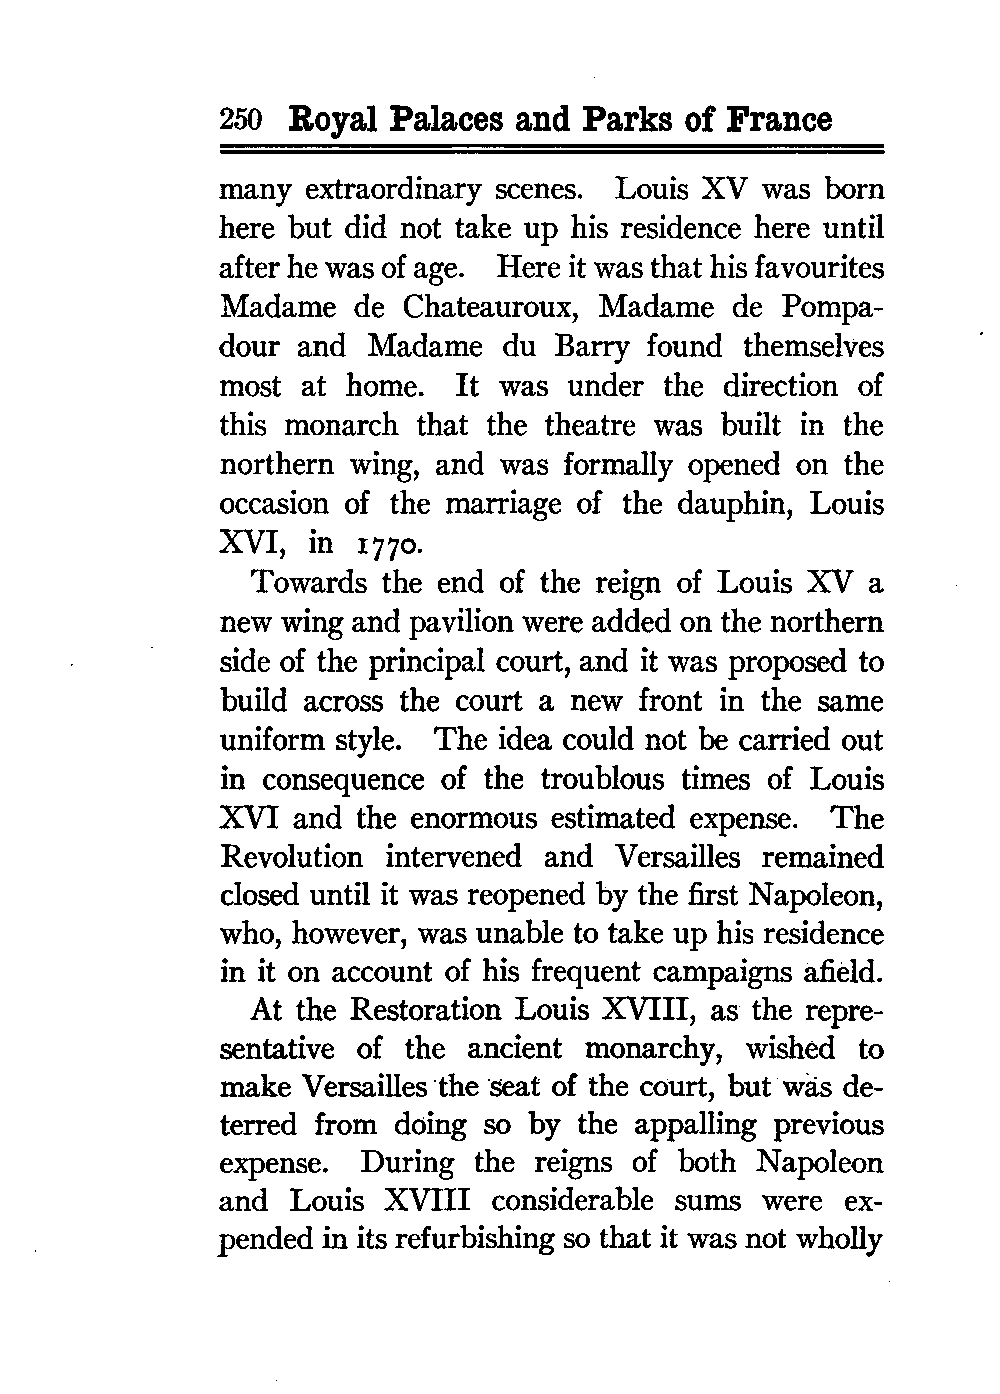 250 Royal Palaces and Parks of France
many extraordinary scenes. Louis XV was born
here but did not take up his residence here until
after he was of age. Here it was that his favourites
Madame de Chateauroux, Madame de Pompa-
dour and Madame du Barry found themselves
most at home. It was under the direction of
this monarch that the theatre was built in the
northern wing, and was formally opened on the
occasion of the marriage of the dauphin, Louis
XVI, in 1770.
Towards the end of the reign of Louis XV a
new wing and pavilion were added on the northern
side of the principal court, and it was proposed to
build across the court a new front in the same
uniform style. The idea could not be carried out
in consequence of the troublous times of Louis
XVI and the enormous estimated expense. The
Revolution intervened and Versailles remained
closed until it was reopened by the first Napoleon,
who, however, was unable to take up his residence
in it on account of his frequent campaigns afield.
At the Restoration Louis XVIII, as the repre-
sentative of the ancient monarchy, wished to
make Versailles the seat of the court, but was de-
terred from doing so by the appalling previous
expense. During the reigns of both Napoleon
and Louis XVIII considerable sums were ex-
pended in its refurbishing so that it was not wholly